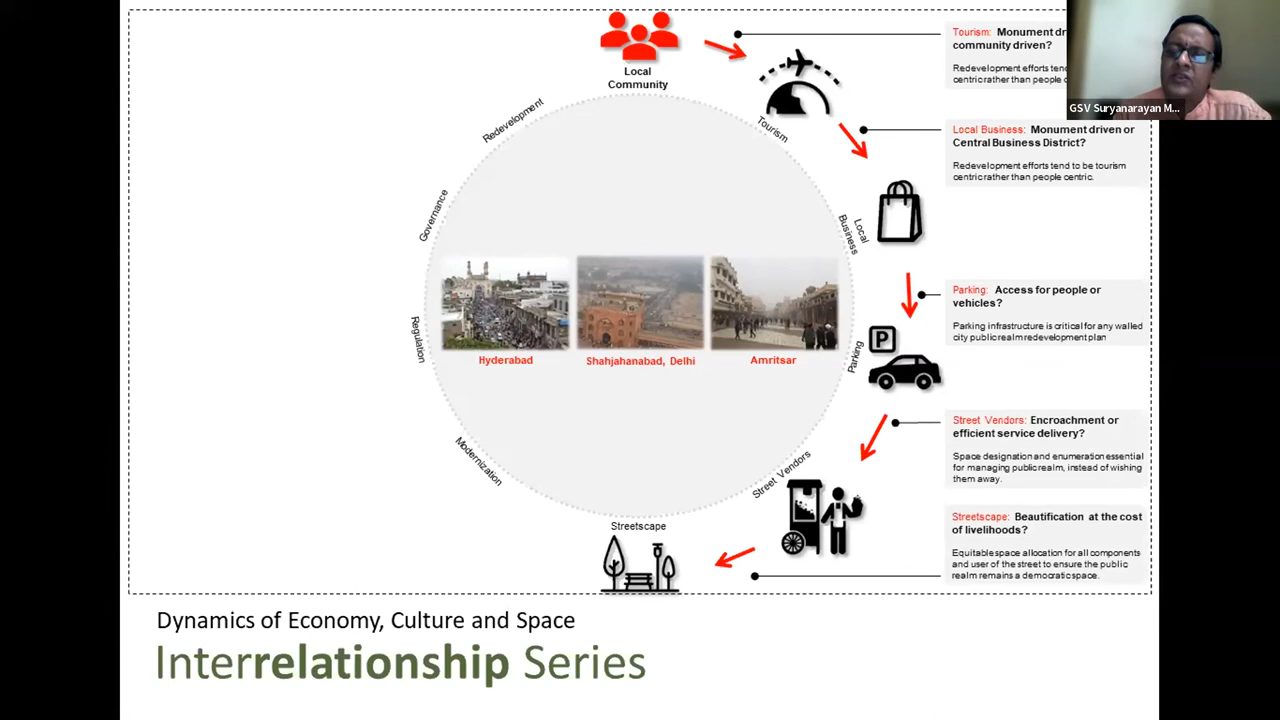 Local
Community
Redevelopment
Tourism
Governance
Local
Business
Regulation
Parking
Modernization
Street Vendors
Streetscape
Hyderabad
Shahjahanabad, Delhi
Amritsar
P
Tourism: Monument
community driven?
Redevelopment efforts
centric rather than people
GSV Suryanarayan M...
Local Business: Monument driven or
Central Business District?
Redevelopment efforts tend to be tourism
centric rather than people centric.
Parking: Access for people or
vehicles?
Parking infrastructure is critical for any walled
city public realm redevelopment plan
Street Vendors: Encroachment or
efficient service delivery?
Space designation and enumeration essential
for managing public realm, instead of wishing
them away.
Streetscape: Beautification at the cost
of livelihoods?
Equitable space allocation for all components
and user of the street to ensure the public
realm remains a democratic space.
Dynamics of Economy, Culture and Space
Interrelationship Series